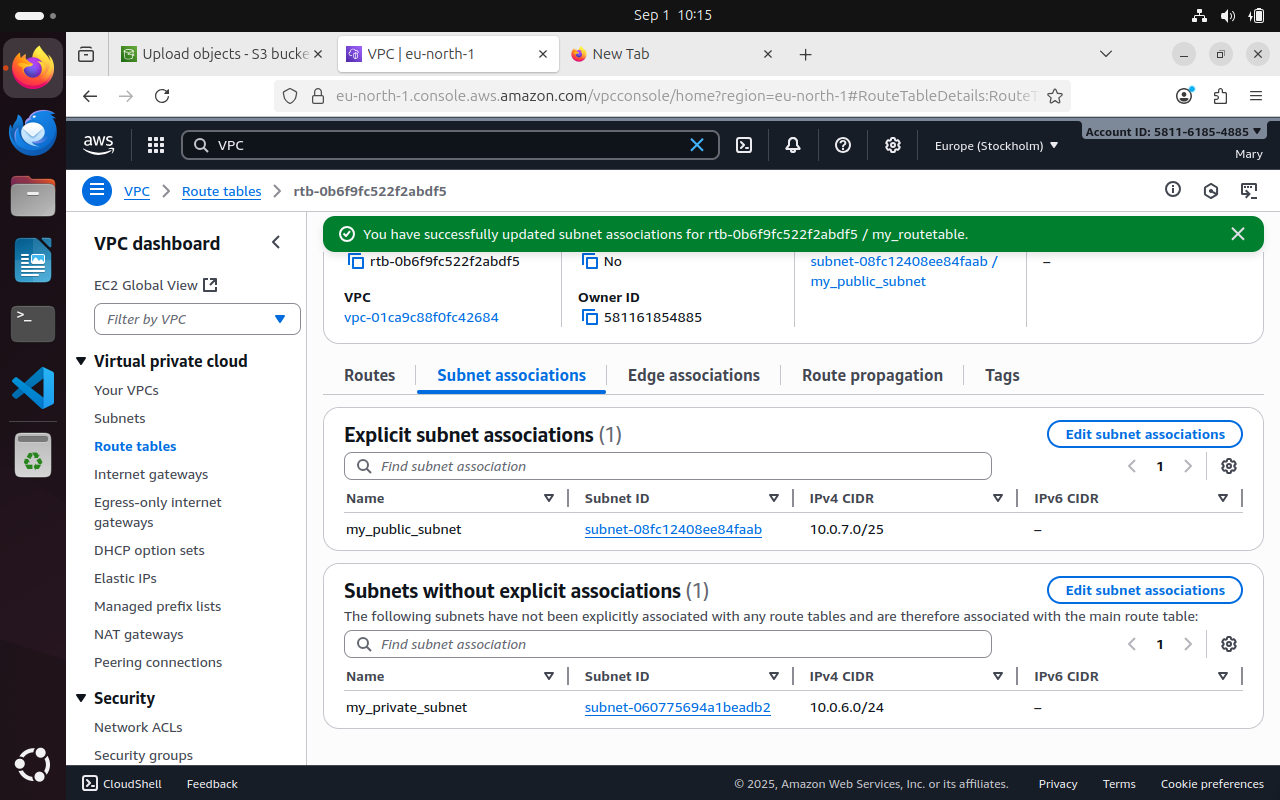 Sep 1 10:15
Upload objects - S3 bucke
VPC | eu-north-1
New Tab
eu-north-1.console.aws.amazon.com/vpcconsole/home?region=eu-north-1#RouteTableDetails:RouteT
aws
VPC
Europe (Stockholm)
Account ID: 5811-6185-4885
Mary
VPC
Route tables
rtb-0b6f9fc522f2abdf5
VPC dashboard
EC2 Global View
Filter by VPC
Virtual private cloud
Your VPCs
Subnets
Route tables
Internet gateways
Egress-only internet
gateways
DHCP option sets
Elastic IPs
Managed prefix lists
NAT gateways
Peering connections
Security
Network ACLs
Security groups
You have successfully updated subnet associations for rtb-0b6f9fc522f2abdf5 / my_routetable.
rtb-0b6f9fc522f2abdf5
No
subnet-08fc12408ee84faab /
my_public_subnet
–
VPC
vpc-01ca9c88f0fc42684
Owner ID
581161854885
Routes
Subnet associations
Edge associations
Route propagation
Tags
Explicit subnet associations (1)
Edit subnet associations
Find subnet association
1
Name Subnet ID IPv4 CIDR IPv6 CIDR
my_public_subnet subnet-08fc12408ee84faab 10.0.7.0/25 –
Subnets without explicit associations (1)
Edit subnet associations
The following subnets have not been explicitly associated with any route tables and are therefore associated with the main route table:
Find subnet association
1
Name Subnet ID IPv4 CIDR IPv6 CIDR
my_private_subnet subnet-060775694a1beadb2 10.0.6.0/24 –
CloudShell
Feedback
© 2025, Amazon Web Services, Inc. or its affiliates.
Privacy
Terms
Cookie preferences